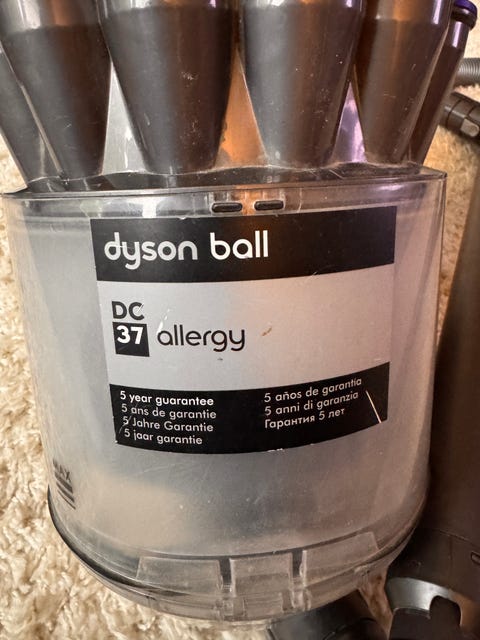 dyson ball
DC
37 allergy
5 year guarantee
5 ans de garantie
5 Jahre Garantie
5 jaar garantie
5 años de garantía
5 anni di garanzia
Гарантия 5 лет
MAX